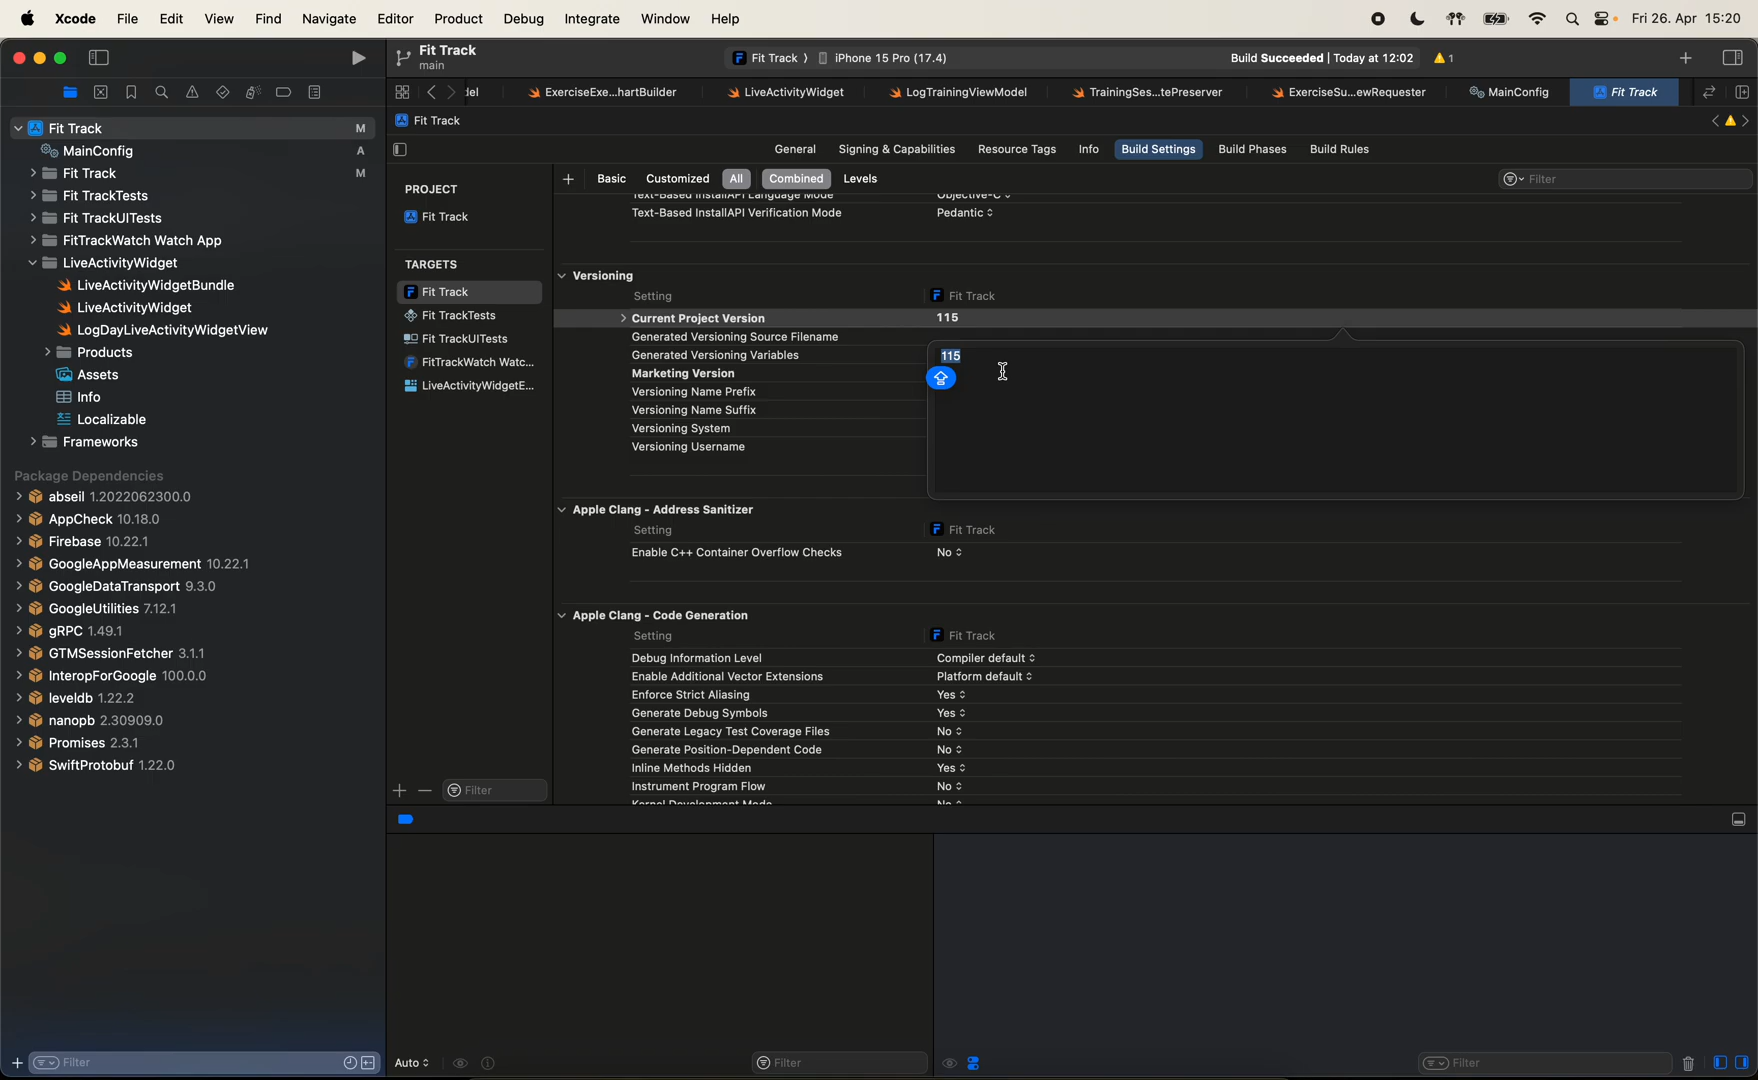 Xcode File Edit View Find Navigate Editor Product Debug Integrate Window Help Fri 26. Apr 15:20
Fit Track
main
Fit Track iPhone 15 Pro (17.4) Build Succeeded | Today at 12:02 1
del ExerciseExe...hartBuilder LiveActivityWidget LogTrainingViewModel TrainingSes...tePreserver ExerciseSu...ewRequester MainConfig Fit Track
Fit Track
General Signing & Capabilities Resource Tags Info Build Settings Build Phases Build Rules
Basic Customized All Combined Levels Filter
Fit Track M
MainConfig A
Fit Track M
Fit TrackTests
Fit TrackUITests
FitTrackWatch Watch App
LiveActivityWidget
LiveActivityWidgetBundle
LiveActivityWidget
LogDayLiveActivityWidgetView
Products
Assets
Info
Localizable
Frameworks
Package Dependencies
abseil 1.2022062300.0
AppCheck 10.18.0
Firebase 10.22.1
GoogleAppMeasurement 10.22.1
GoogleDataTransport 9.3.0
GoogleUtilities 7.12.1
gRPC 1.49.1
GTMSessionFetcher 3.1.1
InteropForGoogle 100.0.0
leveldb 1.22.2
nanopb 2.30909.0
Promises 2.3.1
SwiftProtobuf 1.22.0
Filter
PROJECT
Fit Track
TARGETS
Fit Track
Fit TrackTests
Fit TrackUITests
FitTrackWatch Watc...
LiveActivityWidgetE...
Filter
Text-Based InstallAPI Language Mode Objective-C
Text-Based InstallAPI Verification Mode Pedantic
Versioning
Setting Fit Track
Current Project Version 115
Generated Versioning Source Filename
Generated Versioning Variables
Marketing Version
Versioning Name Prefix
Versioning Name Suffix
Versioning System
Versioning Username
115
Apple Clang - Address Sanitizer
Setting Fit Track
Enable C++ Container Overflow Checks No
Apple Clang - Code Generation
Setting Fit Track
Debug Information Level Compiler default
Enable Additional Vector Extensions Platform default
Enforce Strict Aliasing Yes
Generate Debug Symbols Yes
Generate Legacy Test Coverage Files No
Generate Position-Dependent Code No
Inline Methods Hidden Yes
Instrument Program Flow No
Kernel Development Mode No
Auto Filter Filter